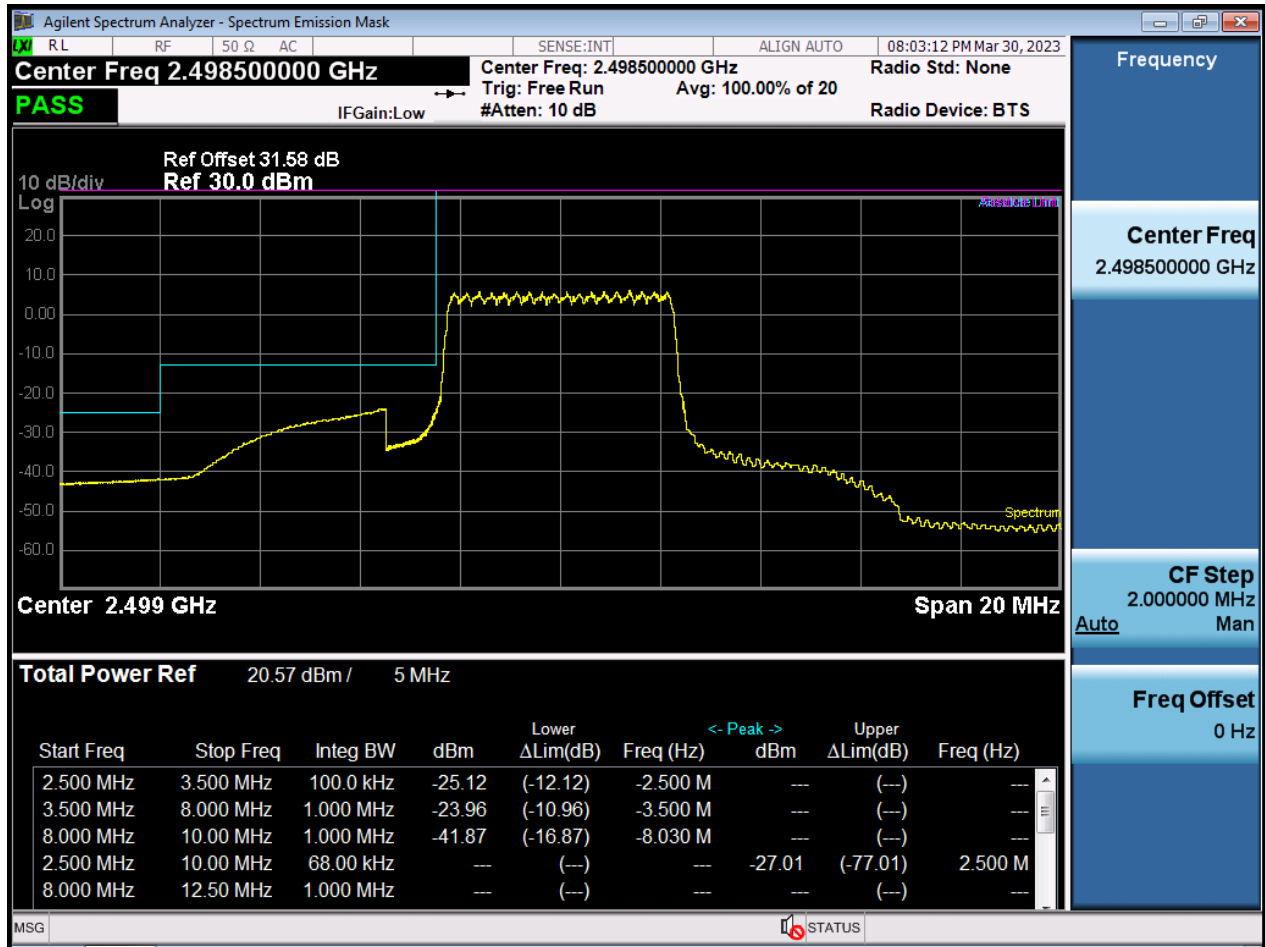 Agilent Spectrum Analyzer - Spectrum Emission Mask
LXI RL RF 50 Ω AC SENSE:INT ALIGN AUTO 08:03:12 PM Mar 30, 2023
Center Freq 2.498500000 GHz
PASS
IFGain:Low
Center Freq: 2.498500000 GHz
Trig: Free Run Avg: 100.00% of 20
#Atten: 10 dB
Radio Std: None
Radio Device: BTS
Ref Offset 31.58 dB
10 dB/div Ref 30.0 dBm
Log
Limit
20.0
10.0
0.00
-10.0
-20.0
-30.0
-40.0
-50.0
-60.0
Spectrum
Center 2.499 GHz Span 20 MHz
Total Power Ref 20.57 dBm / 5 MHz
Lower <- Peak -> Upper
Start Freq Stop Freq Integ BW dBm ΔLim(dB) Freq (Hz) dBm ΔLim(dB) Freq (Hz)
2.500 MHz 3.500 MHz 100.0 kHz -25.12 (-12.12) -2.500 M --- (---) ---
3.500 MHz 8.000 MHz 1.000 MHz -23.96 (-10.96) -3.500 M --- (---) ---
8.000 MHz 10.00 MHz 1.000 MHz -41.87 (-16.87) -8.030 M --- (---) ---
2.500 MHz 10.00 MHz 68.00 kHz --- (---) --- -27.01 (-77.01) 2.500 M
8.000 MHz 12.50 MHz 1.000 MHz --- (---) --- --- (---) ---
MSG STATUS
Frequency
Center Freq
2.498500000 GHz
CF Step
2.000000 MHz
Auto Man
Freq Offset
0 Hz